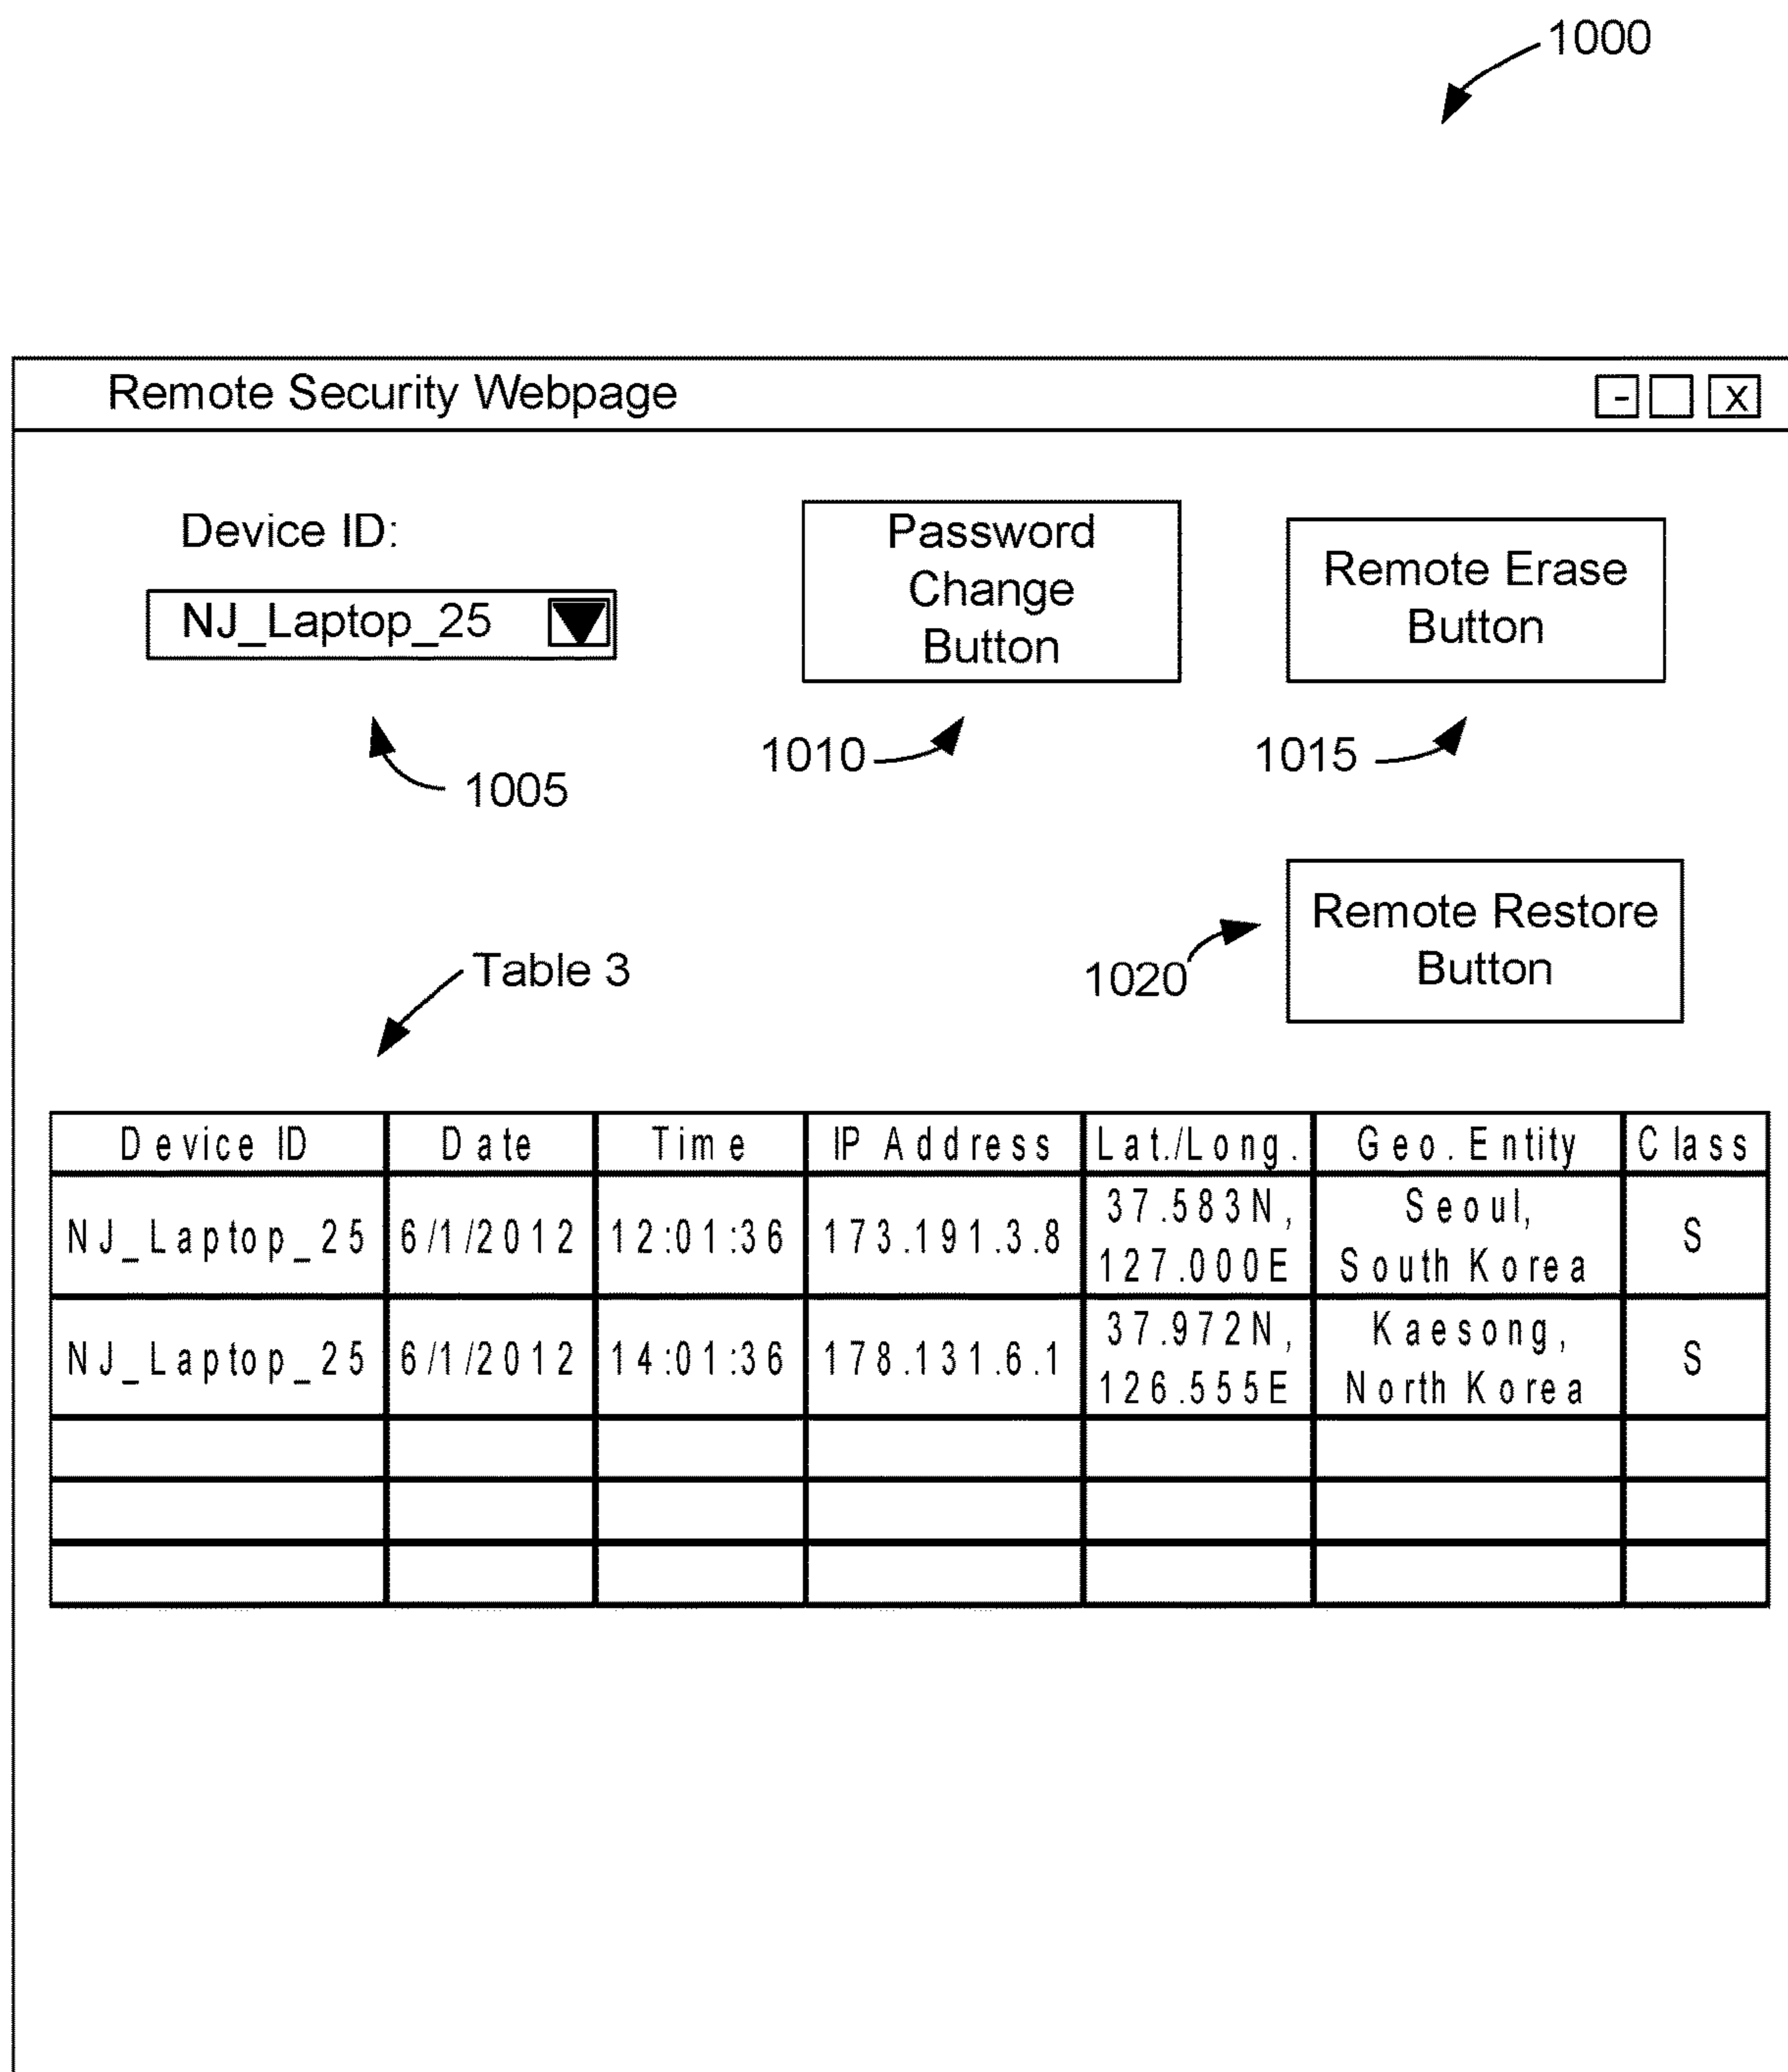 1000
Remote Security Webpage
- X
Device ID:
NJ_Laptop_25
Password
Change
Button
Remote Erase
Button
1005
1010
1015
Remote Restore
Button
1020
Table 3
Device ID Date Time IP Address Lat./Long. Geo. Entity Class
NJ_Laptop_25 6/1/2012 12:01:36 173.191.3.8 37.583N, 127.000E Seoul, South Korea S
NJ_Laptop_25 6/1/2012 14:01:36 178.131.6.1 37.972N, 126.555E Kaesong, North Korea S